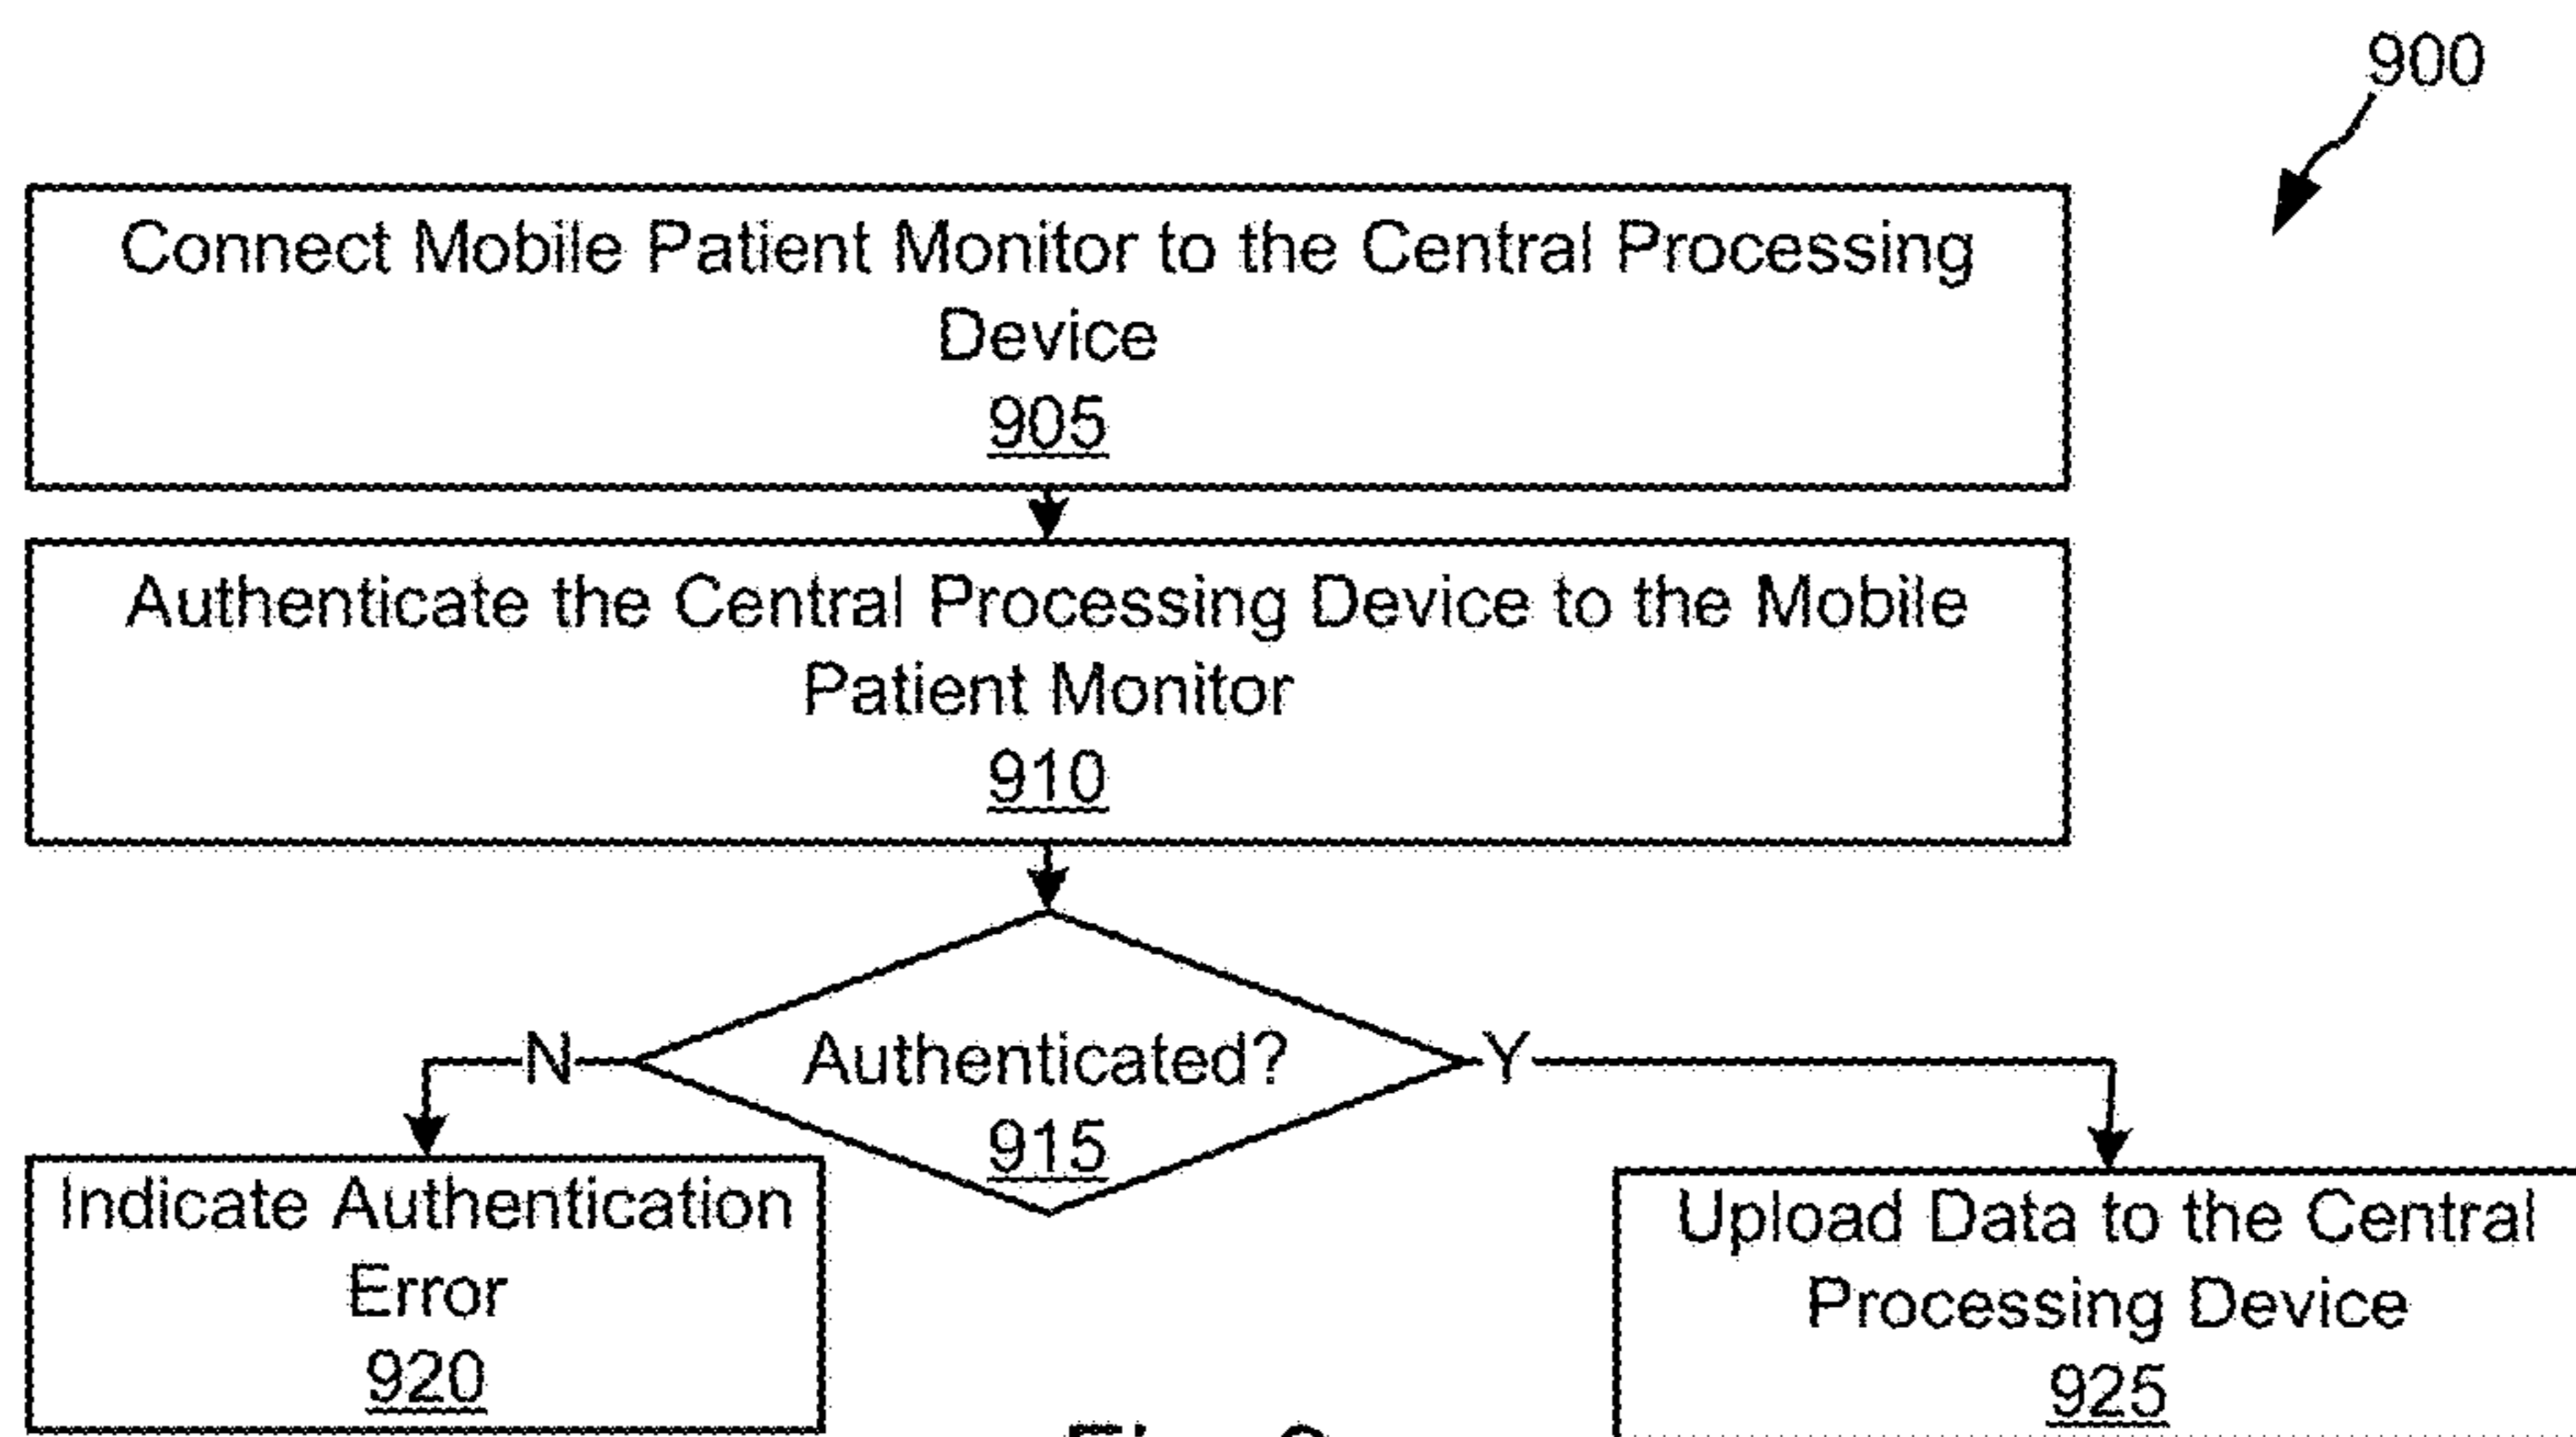 900
Connect Mobile Patient Monitor to the Central Processing
Device
905
Authenticate the Central Processing Device to the Mobile
Patient Monitor
910
N
Authenticated?
915
Y
Indicate Authentication
Error
920
Upload Data to the Central
Processing Device
925